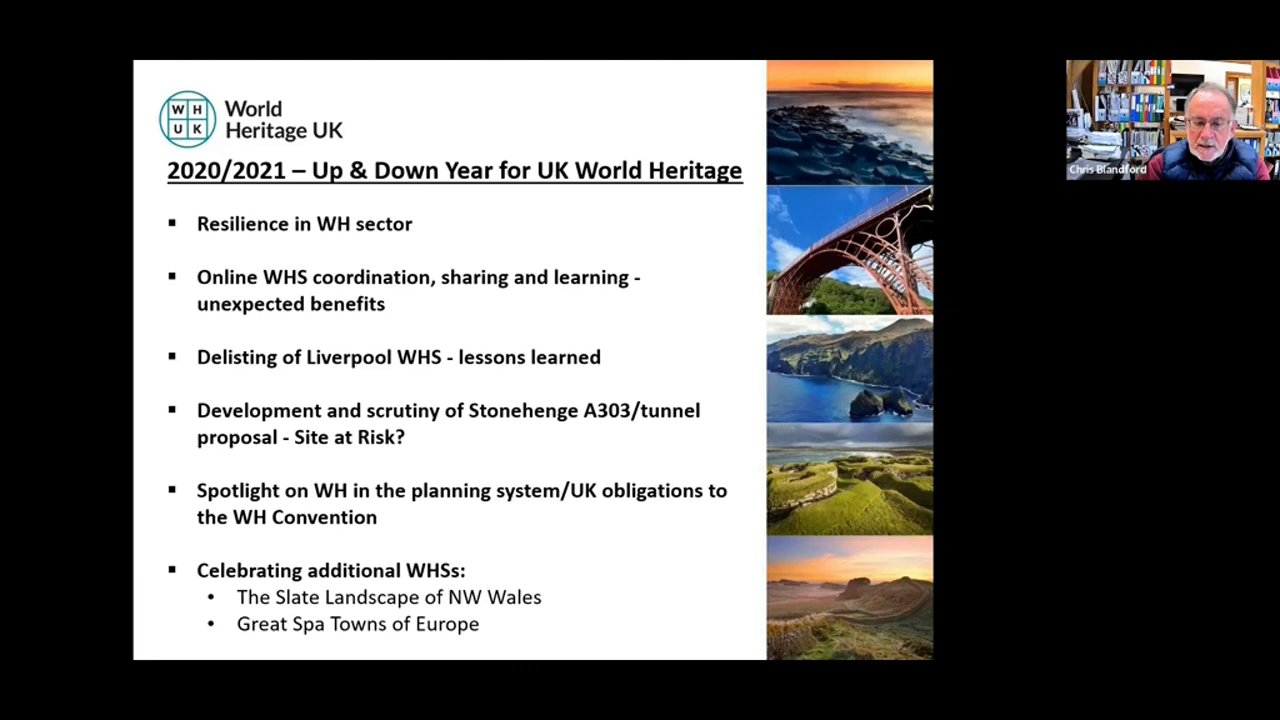 W H
U K
World
Heritage UK
2020/2021 – Up & Down Year for UK World Heritage
▪ Resilience in WH sector
▪ Online WHS coordination, sharing and learning -
unexpected benefits
▪ Delisting of Liverpool WHS - lessons learned
▪ Development and scrutiny of Stonehenge A303/tunnel
proposal - Site at Risk?
▪ Spotlight on WH in the planning system/UK obligations to
the WH Convention
▪ Celebrating additional WHSs:
• The Slate Landscape of NW Wales
• Great Spa Towns of Europe
Chris Blandford